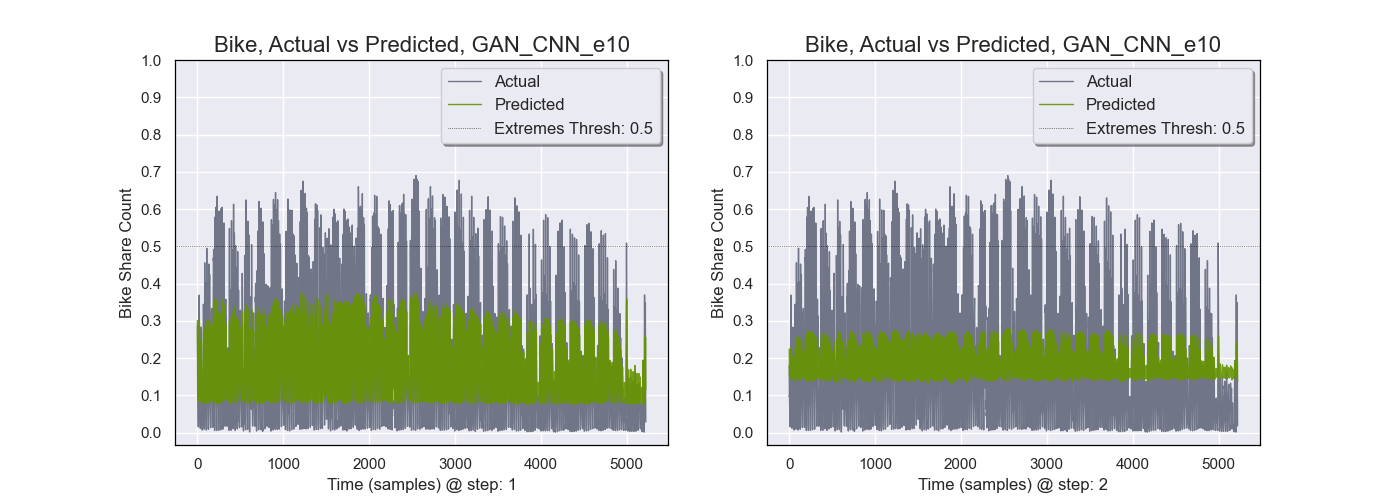 Bike, Actual vs Predicted, GAN_CNN_e10
1.0
0.9
0.8
0.7
0.6
0.5
0.4
0.3
0.2
0.1
0.0
Bike Share Count
Actual
Predicted
Extremes Thresh: 0.5
0 1000 2000 3000 4000 5000
Time (samples) @ step: 1
Bike, Actual vs Predicted, GAN_CNN_e10
1.0
0.9
0.8
0.7
0.6
0.5
0.4
0.3
0.2
0.1
0.0
Bike Share Count
Actual
Predicted
Extremes Thresh: 0.5
0 1000 2000 3000 4000 5000
Time (samples) @ step: 2